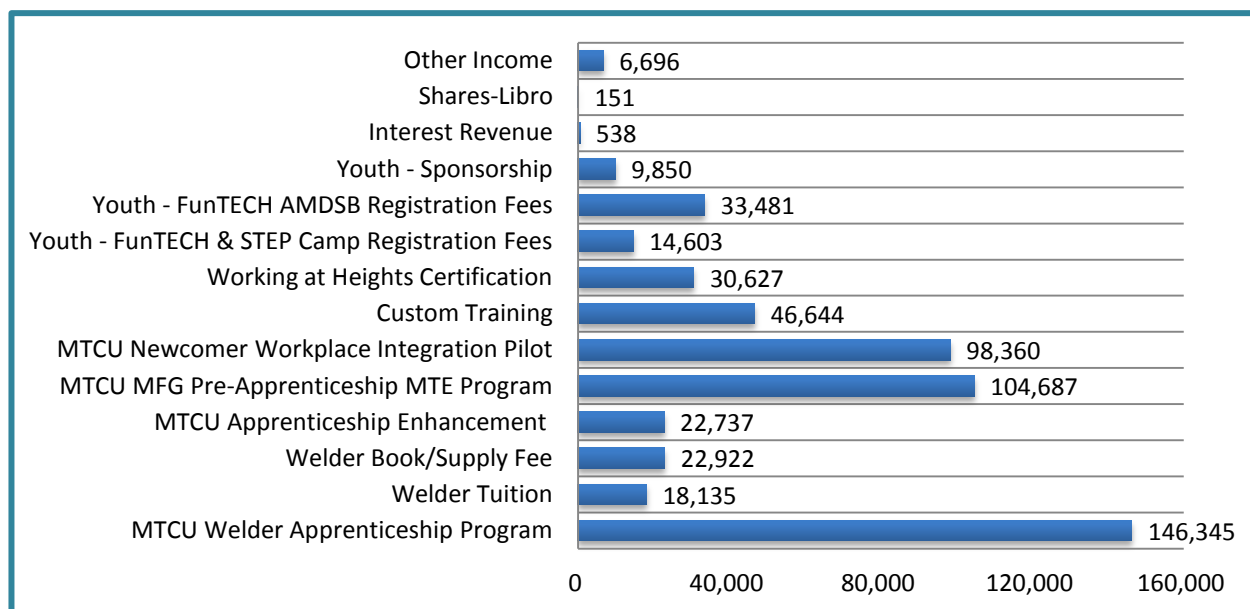 Other Income 6,696
Shares-Libro 151
Interest Revenue 538
Youth - Sponsorship 9,850
Youth - FunTECH AMDSB Registration Fees 33,481
Youth - FunTECH & STEP Camp Registration Fees 14,603
Working at Heights Certification 30,627
Custom Training 46,644
MTCU Newcomer Workplace Integration Pilot 98,360
MTCU MFG Pre-Apprenticeship MTE Program 104,687
MTCU Apprenticeship Enhancement 22,737
Welder Book/Supply Fee 22,922
Welder Tuition 18,135
MTCU Welder Apprenticeship Program 146,345
0 40,000 80,000 120,000 160,000